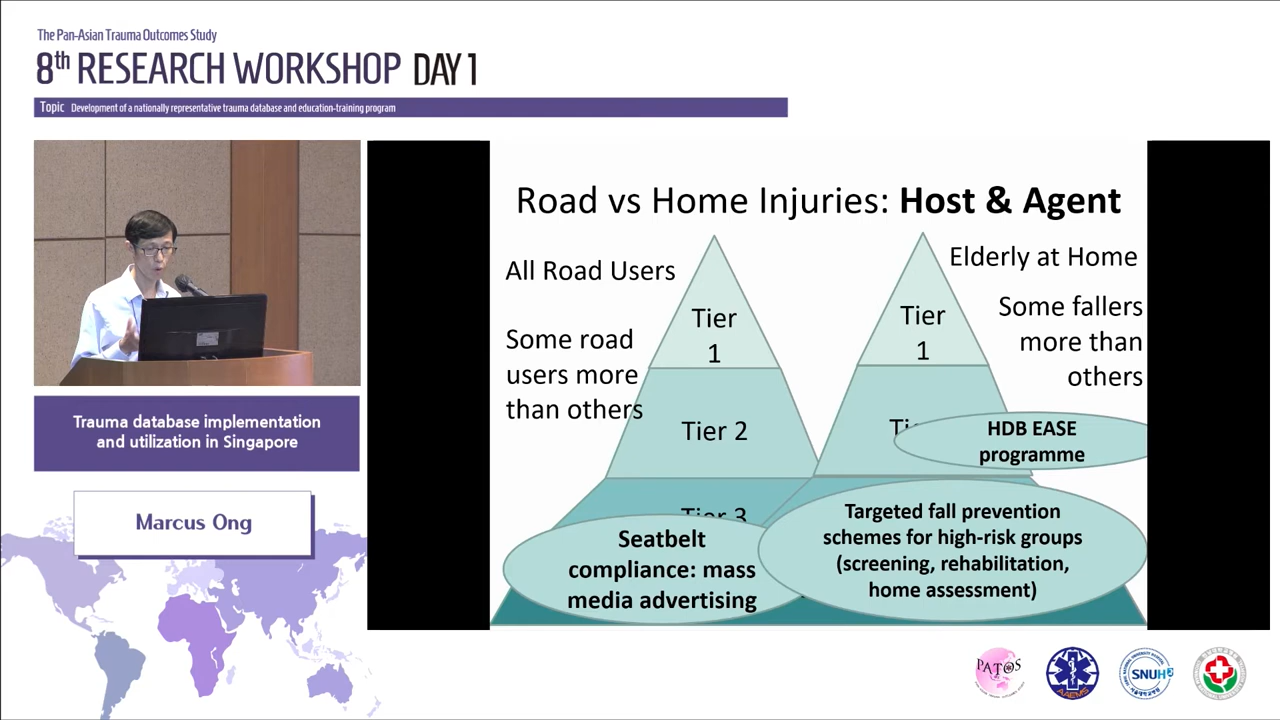 The Pan-Asian Trauma Outcomes Study
8th RESEARCH WORKSHOP DAY 1
Topic Development of a nationally representative trauma database and education-training program
Trauma database implementation
and utilization in Singapore
Marcus Ong
Road vs Home Injuries: Host & Agent
All Road Users
Some road
users more
than others
Tier
1
Tier 2
Tier 3
Seatbelt
compliance: mass
media advertising
Elderly at Home
Some fallers
more than
others
Tier
1
HDB EASE
programme
Targeted fall prevention
schemes for high-risk groups
(screening, rehabilitation,
home assessment)
PATOS
AAEMS
SNUH